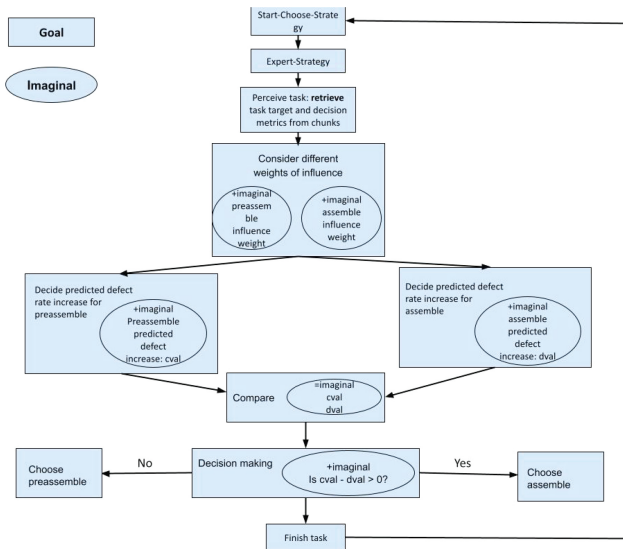 Goal
Imaginal
Start-Choose-Strate
gy
Expert-Strategy
Perceive task: retrieve
task target and decision
metrics from chunks
Consider different
weights of influence
+imaginal
preassem
ble
influence
weight
+imaginal
assemble
influence
weight
Decide predicted defect
rate increase for
preassemble
+imaginal
Preassemble
predicted
defect
increase: cval
Decide predicted defect
rate increase for
assemble
+imaginal
assemble
predicted
defect
increase: dval
Compare
=imaginal
cval
dval
Decision making
+imaginal
Is cval - dval > 0?
No
Yes
Choose
preassemble
Choose
assemble
Finish task